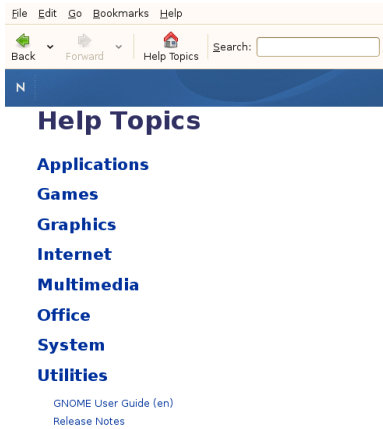 File Edit Go Bookmarks Help
Back Forward Help Topics Search:
N
Help Topics
Applications
Games
Graphics
Internet
Multimedia
Office
System
Utilities
GNOME User Guide (en)
Release Notes